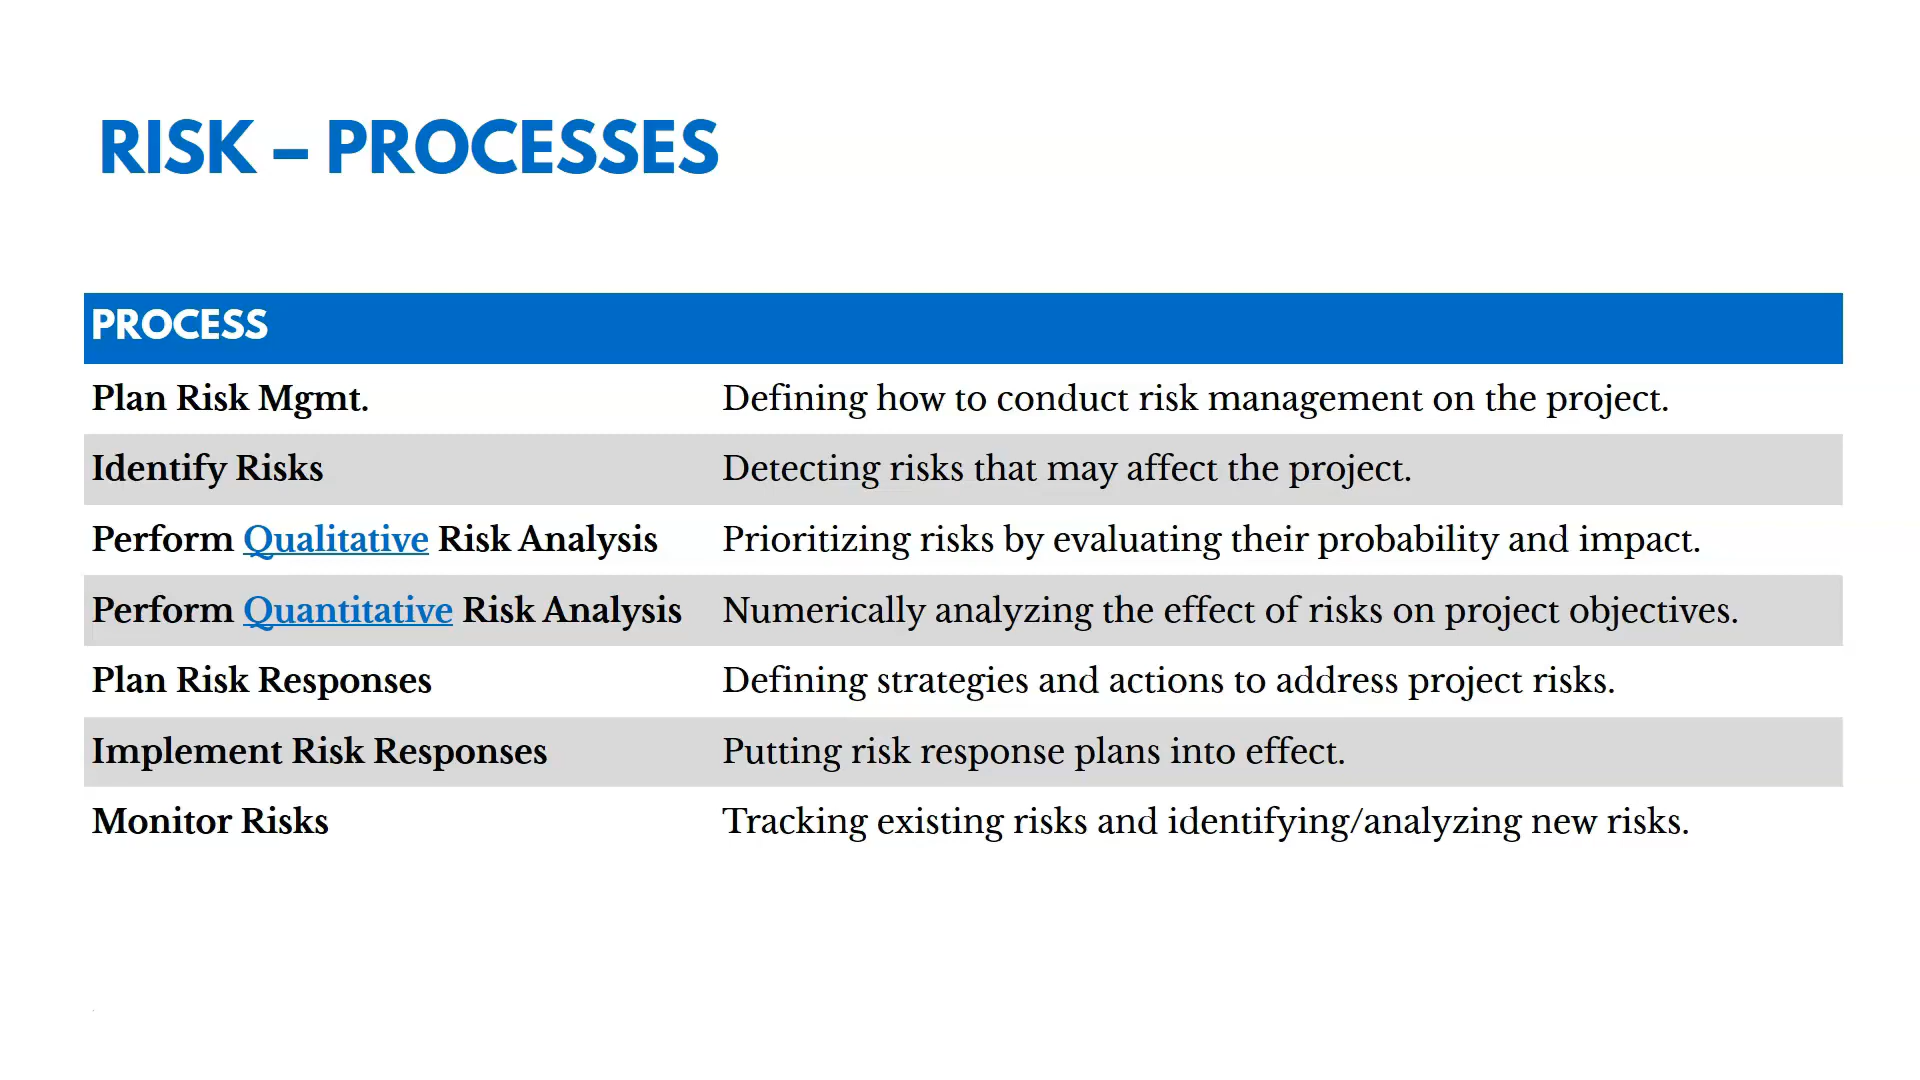 RISK – PROCESSES
PROCESS
Plan Risk Mgmt. Defining how to conduct risk management on the project.
Identify Risks Detecting risks that may affect the project.
Perform Qualitative Risk Analysis Prioritizing risks by evaluating their probability and impact.
Perform Quantitative Risk Analysis Numerically analyzing the effect of risks on project objectives.
Plan Risk Responses Defining strategies and actions to address project risks.
Implement Risk Responses Putting risk response plans into effect.
Monitor Risks Tracking existing risks and identifying/analyzing new risks.